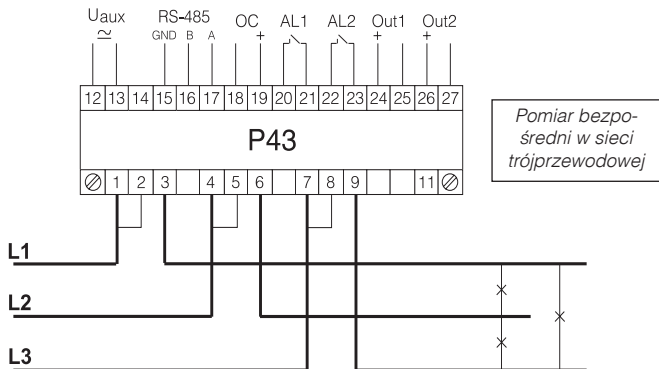 Uaux RS-485 OC AL1 AL2 Out1 Out2
≂ GND B A + + +
12 13 14 15 16 17 18 19 20 21 22 23 24 25 26 27
P43
Pomiar bezpo-
średni w sieci
trójprzewodowej
1 2 3 4 5 6 7 8 9 11
L1
L2
L3